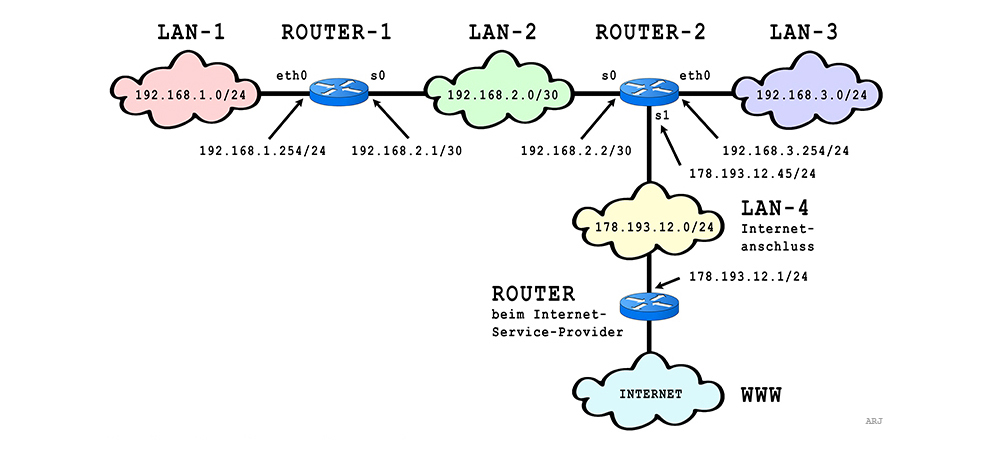 LAN-1 ROUTER-1 LAN-2 ROUTER-2 LAN-3
eth0 s0 s0 eth0
192.168.1.0/24 192.168.2.0/30 192.168.3.0/24
s1
192.168.1.254/24 192.168.2.1/30 192.168.2.2/30 192.168.3.254/24
178.193.12.45/24
LAN-4
178.193.12.0/24 Internet-
anschluss
178.193.12.1/24
ROUTER
beim Internet-
Service-Provider
INTERNET WWW
ARJ